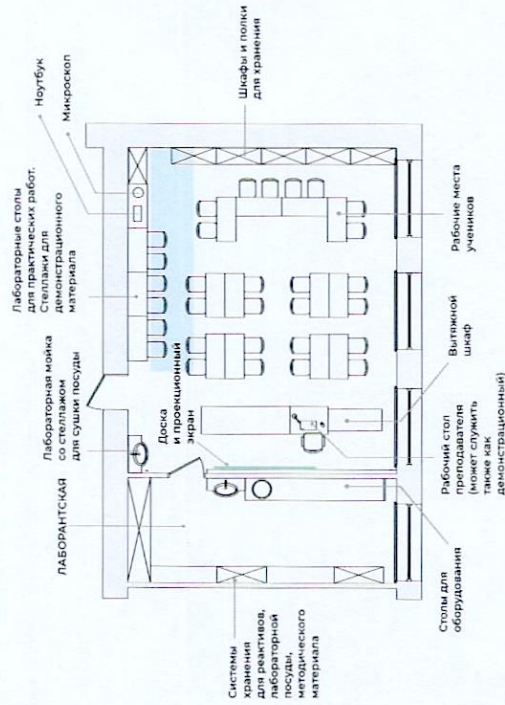 ЛАБОРАНТСКАЯ
Лабораторная мойка
со стеллажом
для сушки посуды
Лабораторные столы
для практических работ.
Стеллажи для
демонстрационного
материала
Ноутбук
Микроскоп
Доска
и проекционный
экран
Шкафы и полки
для хранения
Системы
хранения
для реактивов,
лабораторной
посуды,
методического
материала
Столы для
оборудования
Рабочий стол
преподавателя
(может служить
также как
демонстрационный)
Вытяжной
шкаф
Рабочие места
учеников